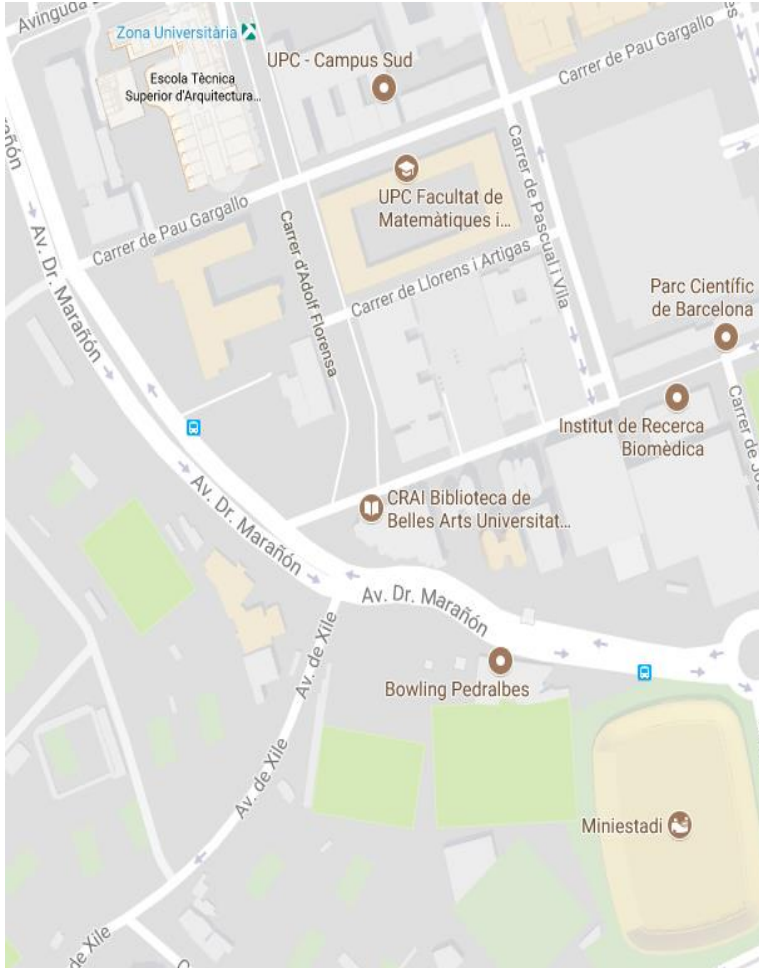 Avinguda
Zona Universitària
Escola Tècnica
Superior d'Arquitectura...
UPC - Campus Sud
Carrer de Pau Gargallo
UPC Facultat de
Matemàtiques i...
Carrer de Pascual i Vila
Carrer de Pau Gargallo
Carrer d'Adolf Florensa
Carrer de Llorens i Artigas
Parc Científic
de Barcelona
Av. Dr. Marañón
Institut de Recerca
Biomèdica
Carrer de
CRAI Biblioteca de
Belles Arts Universitat...
Av. Dr. Marañón
Av. Dr. Marañón
Av. de Xile
Bowling Pedralbes
Av. de Xile
Miniestadi
de Xile